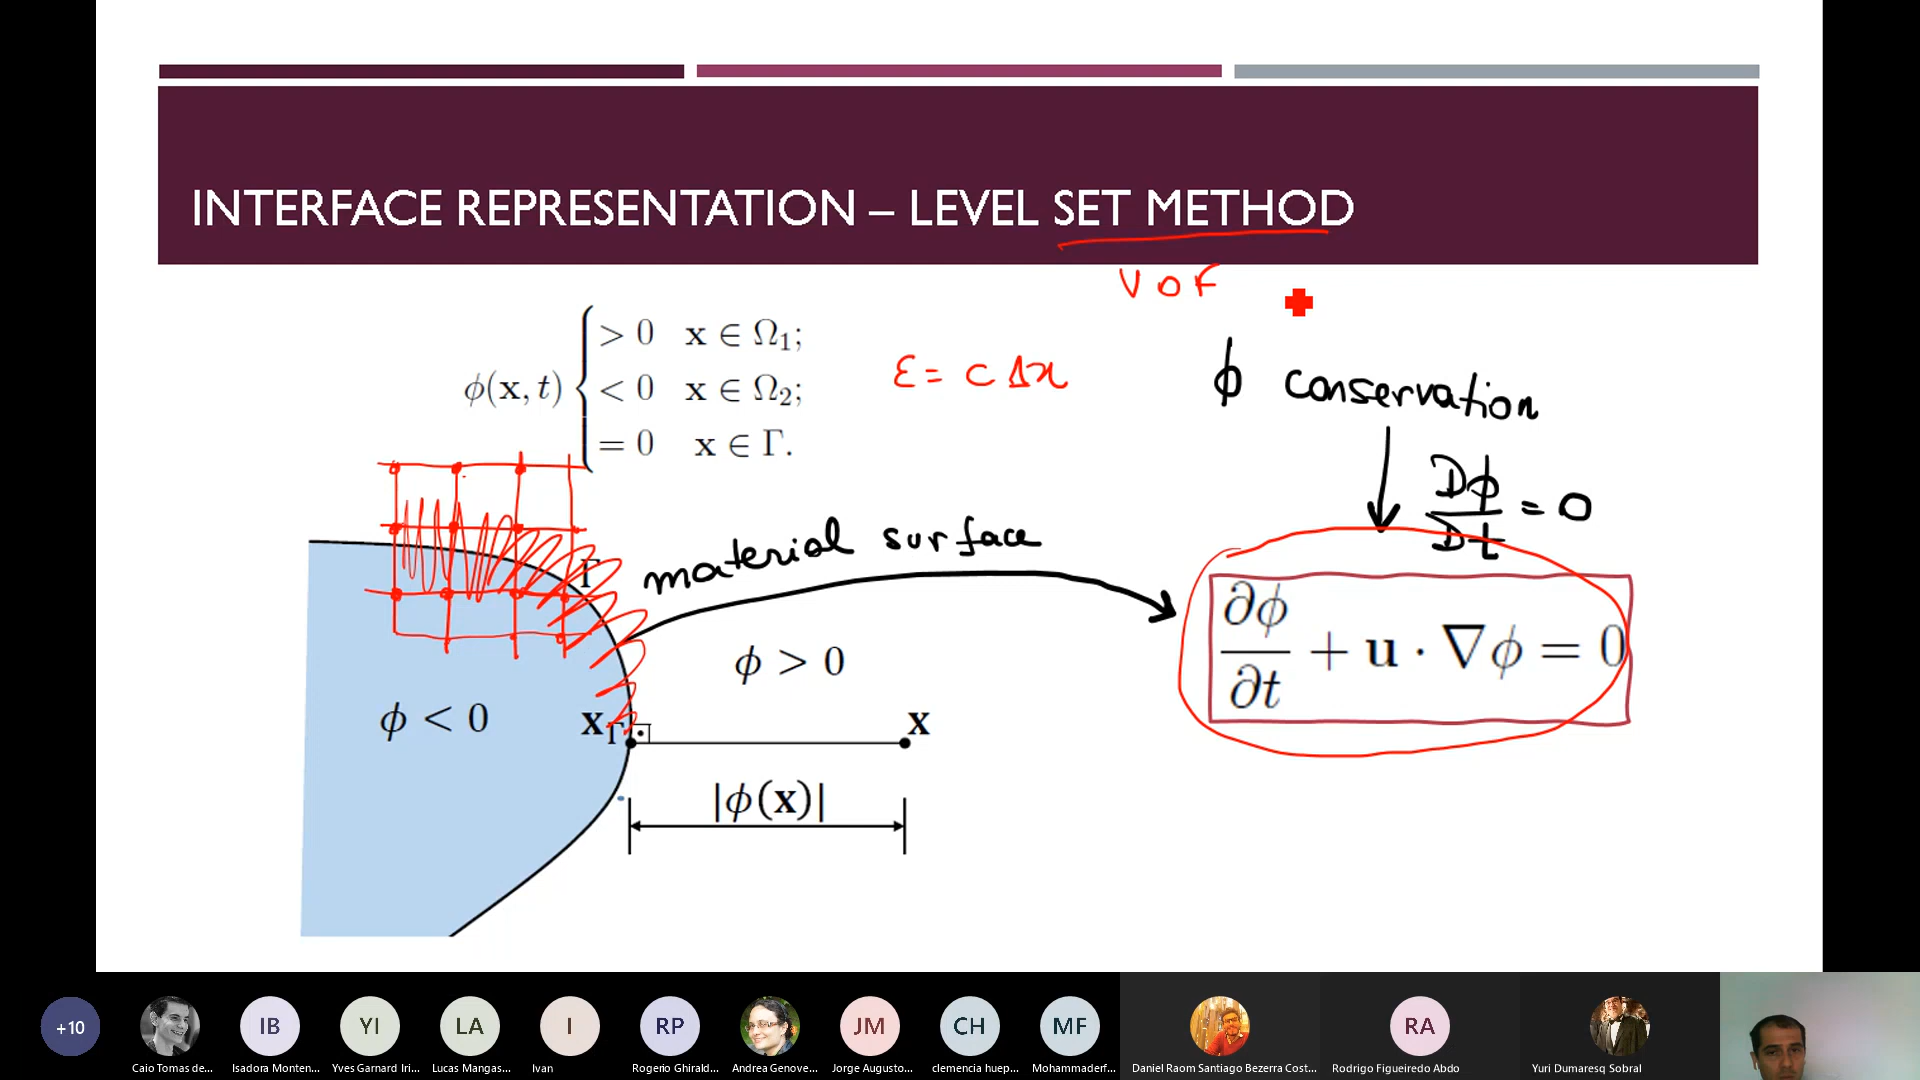 INTERFACE REPRESENTATION – LEVEL SET METHOD
VOF
ϕ(x, t) { > 0 x ∈ Ω₁;
< 0 x ∈ Ω₂;
= 0 x ∈ Γ.
ε = c Δx
ϕ conservation
Dϕ/Dt = 0
material surface
Γ
∂ϕ/∂t + u · ∇ϕ = 0
ϕ > 0
ϕ < 0
x_Γ
x
|ϕ(x)|
+10
IB
YI
LA
I
RP
JM
CH
MF
RA
Caio Tomas de...
Isadora Monten...
Yves Garnard Iri...
Lucas Mangas...
Ivan
Rogerio Ghirald...
Andrea Genove...
Jorge Augusto...
clemencia huep...
Mohammaderf...
Daniel Raom Santiago Bezerra Cost...
Rodrigo Figueiredo Abdo
Yuri Dumaresq Sobral